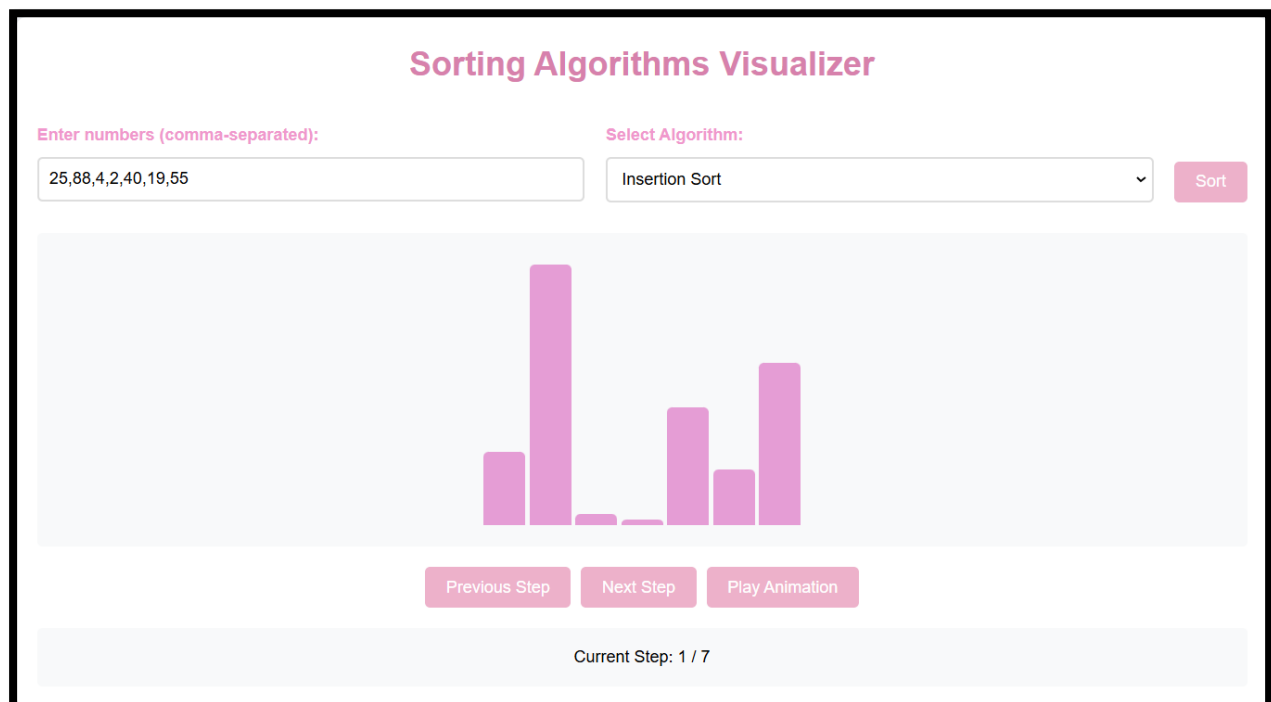 Sorting Algorithms Visualizer
Enter numbers (comma-separated):
25,88,4,2,40,19,55
Select Algorithm:
Insertion Sort
Sort
Previous Step
Next Step
Play Animation
Current Step: 1 / 7